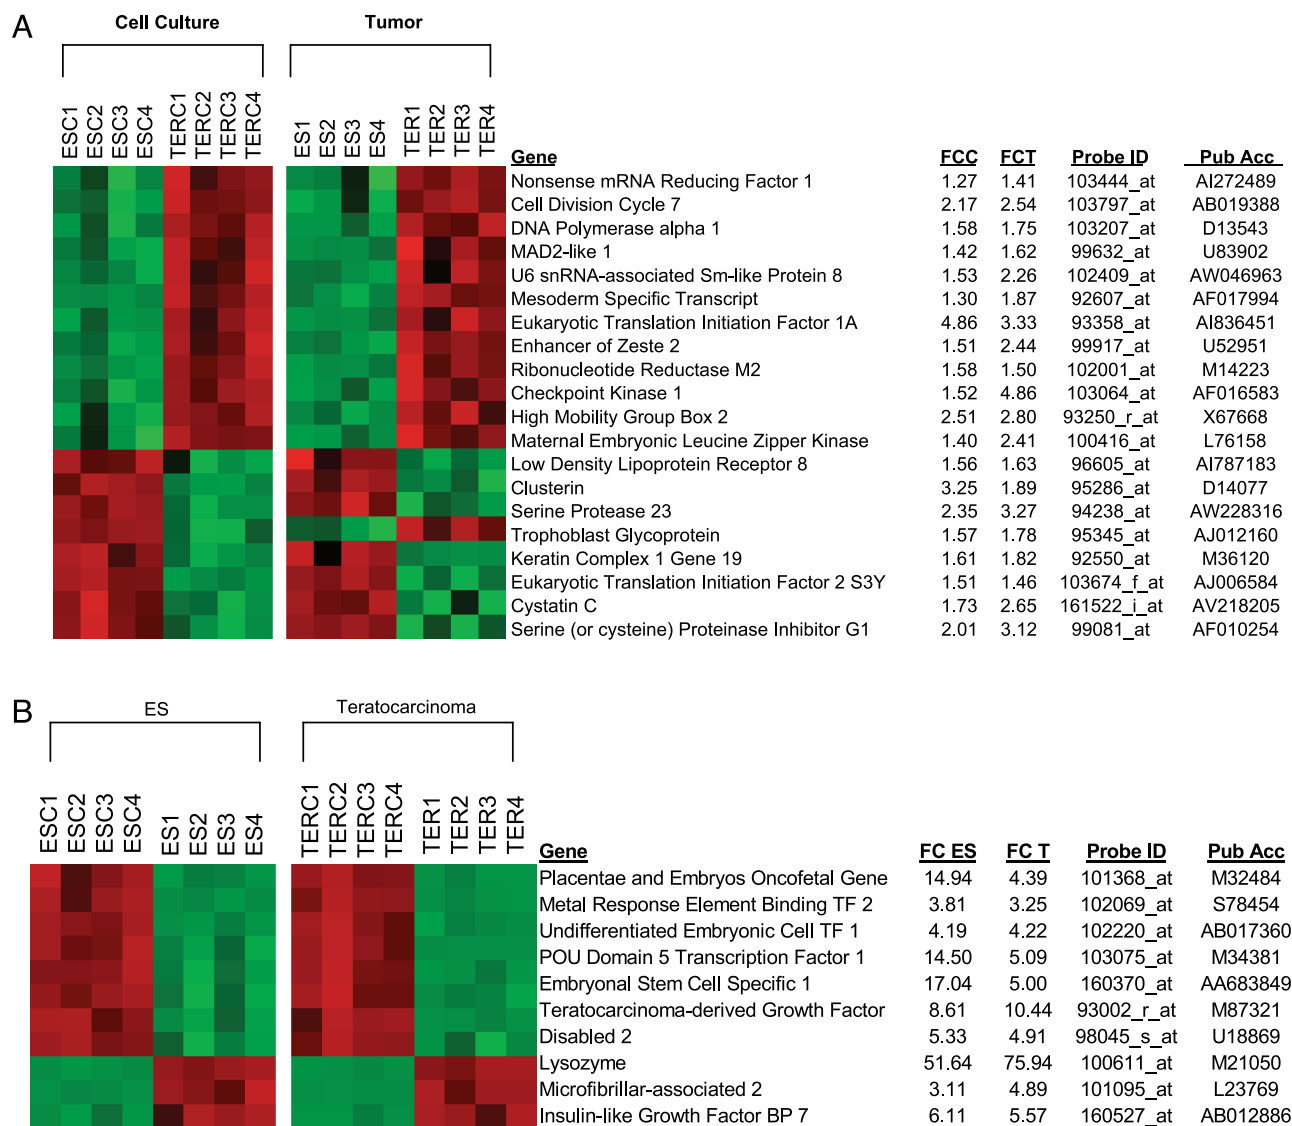 A
Cell Culture Tumor
ESC1 ESC2 ESC3 ESC4 TERC1 TERC2 TERC3 TERC4 ES1 ES2 ES3 ES4 TER1 TER2 TER3 TER4
Gene FCC FCT Probe ID Pub Acc
Nonsense mRNA Reducing Factor 1 1.27 1.41 103444_at AI272489
Cell Division Cycle 7 2.17 2.54 103797_at AB019388
DNA Polymerase alpha 1 1.58 1.75 103207_at D13543
MAD2-like 1 1.42 1.62 99632_at U83902
U6 snRNA-associated Sm-like Protein 8 1.53 2.26 102409_at AW046963
Mesoderm Specific Transcript 1.30 1.87 92607_at AF017994
Eukaryotic Translation Initiation Factor 1A 4.86 3.33 93358_at AI836451
Enhancer of Zeste 2 1.51 2.44 99917_at U52951
Ribonucleotide Reductase M2 1.58 1.50 102001_at M14223
Checkpoint Kinase 1 1.52 4.86 103064_at AF016583
High Mobility Group Box 2 2.51 2.80 93250_r_at X67668
Maternal Embryonic Leucine Zipper Kinase 1.40 2.41 100416_at L76158
Low Density Lipoprotein Receptor 8 1.56 1.63 96605_at AI787183
Clusterin 3.25 1.89 95286_at D14077
Serine Protease 23 2.35 3.27 94238_at AW228316
Trophoblast Glycoprotein 1.57 1.78 95345_at AJ012160
Keratin Complex 1 Gene 19 1.61 1.82 92550_at M36120
Eukaryotic Translation Initiation Factor 2 S3Y 1.51 1.46 103674_f_at AJ006584
Cystatin C 1.73 2.65 161522_i_at AV218205
Serine (or cysteine) Proteinase Inhibitor G1 2.01 3.12 99081_at AF010254
B
ES Teratocarcinoma
ESC1 ESC2 ESC3 ESC4 ES1 ES2 ES3 ES4 TERC1 TERC2 TERC3 TERC4 TER1 TER2 TER3 TER4
Gene FC ES FC T Probe ID Pub Acc
Placentae and Embryos Oncofetal Gene 14.94 4.39 101368_at M32484
Metal Response Element Binding TF 2 3.81 3.25 102069_at S78454
Undifferentiated Embryonic Cell TF 1 4.19 4.22 102220_at AB017360
POU Domain 5 Transcription Factor 1 14.50 5.09 103075_at M34381
Embryonal Stem Cell Specific 1 17.04 5.00 160370_at AA683849
Teratocarcinoma-derived Growth Factor 8.61 10.44 93002_r_at M87321
Disabled 2 5.33 4.91 98045_s_at U18869
Lysozyme 51.64 75.94 100611_at M21050
Microfibrillar-associated 2 3.11 4.89 101095_at L23769
Insulin-like Growth Factor BP 7 6.11 5.57 160527_at AB012886